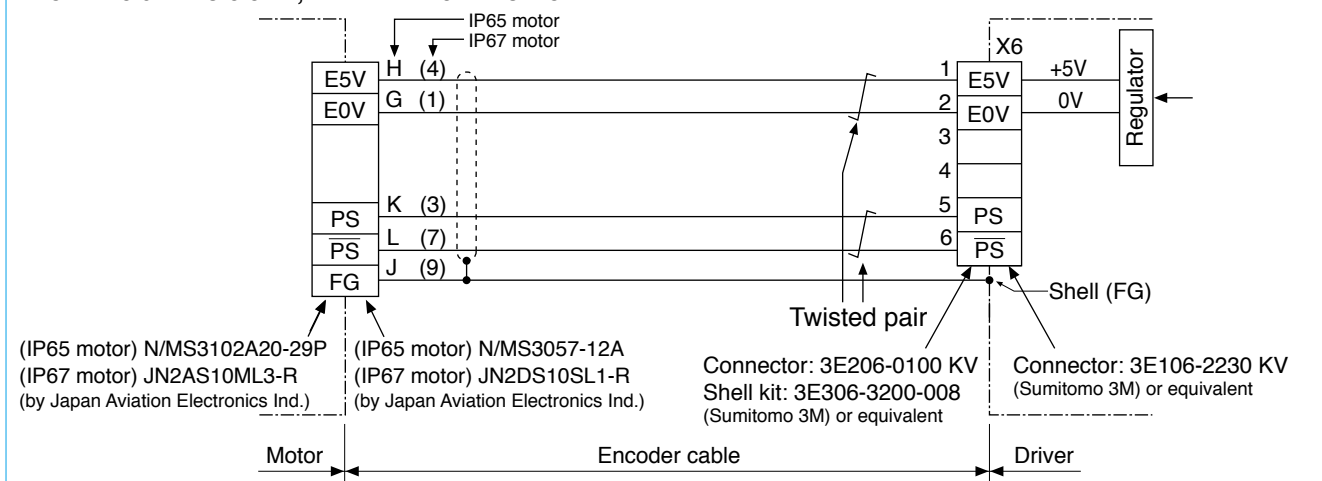 IP65 motor
IP67 motor
X6
E5V H (4) 1 E5V +5V
E0V G (1) 2 E0V 0V
Regulator
3
4
PS K (3) 5 PS
P̅S̅ L (7) 6 P̅S̅
FG J (9)
Shell (FG)
Twisted pair
(IP65 motor) N/MS3102A20-29P
(IP67 motor) JN2AS10ML3-R
(by Japan Aviation Electronics Ind.)
(IP65 motor) N/MS3057-12A
(IP67 motor) JN2DS10SL1-R
(by Japan Aviation Electronics Ind.)
Connector: 3E206-0100 KV
Shell kit: 3E306-3200-008
(Sumitomo 3M) or equivalent
Connector: 3E106-2230 KV
(Sumitomo 3M) or equivalent
Motor Encoder cable Driver